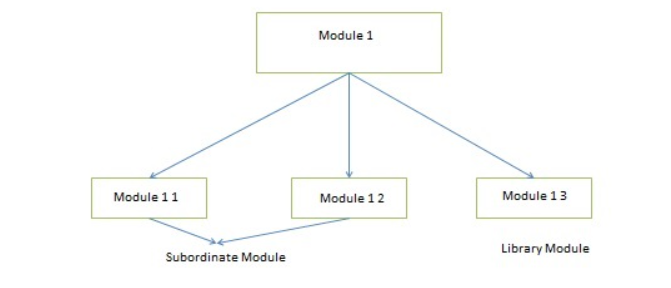 Module 1
Module 1 1
Module 1 2
Module 1 3
Subordinate Module
Library Module